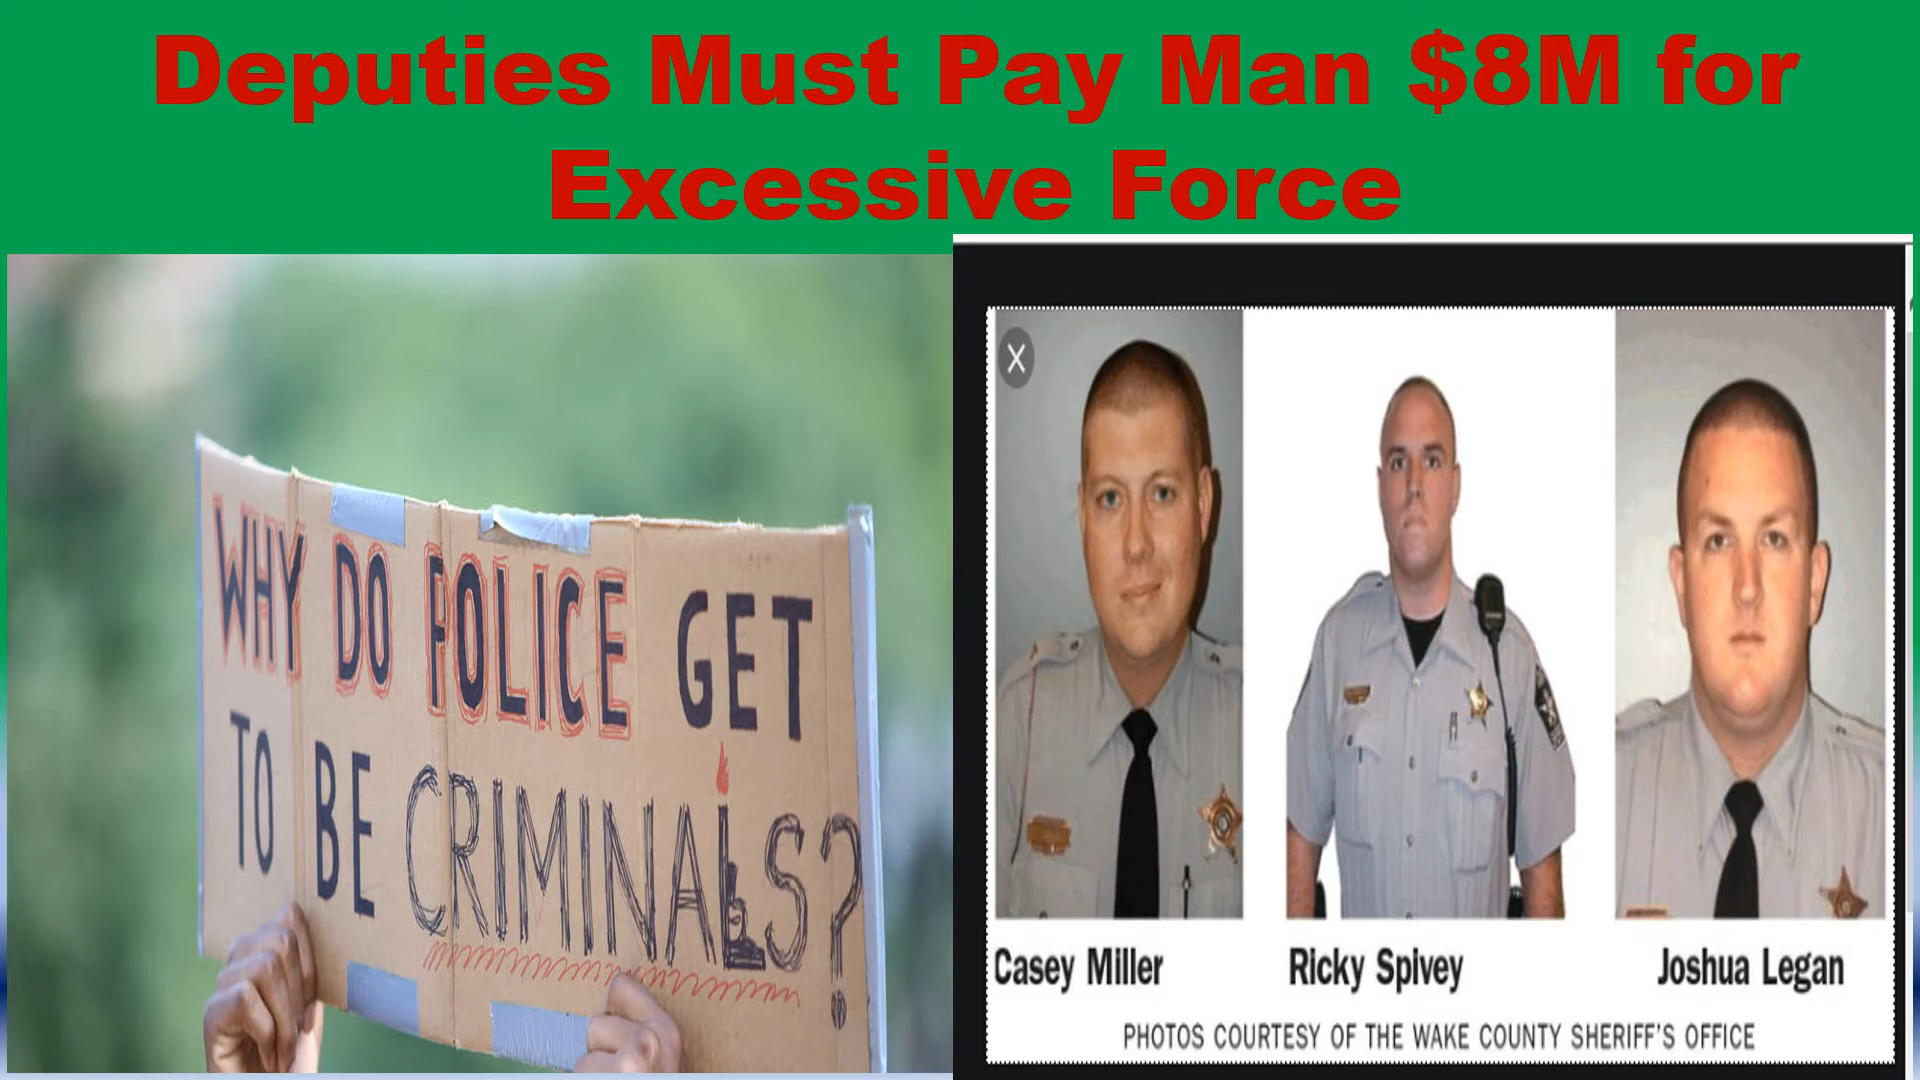 Deputies Must Pay Man $8M for
Excessive Force
WHY DO POLICE GET
TO BE CRIMINALS?
X
Casey Miller
Ricky Spivey
Joshua Legan
PHOTOS COURTESY OF THE WAKE COUNTY SHERIFF'S OFFICE